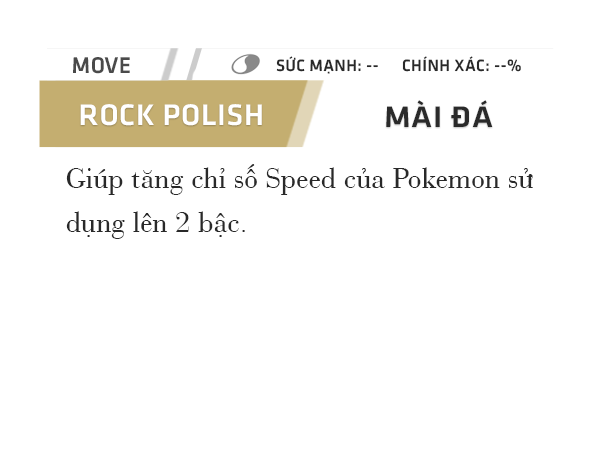 MOVE SỨC MẠNH: -- CHÍNH XÁC: --%
ROCK POLISH MÀI ĐÁ
Giúp tăng chỉ số Speed của Pokemon sử
dụng lên 2 bậc.